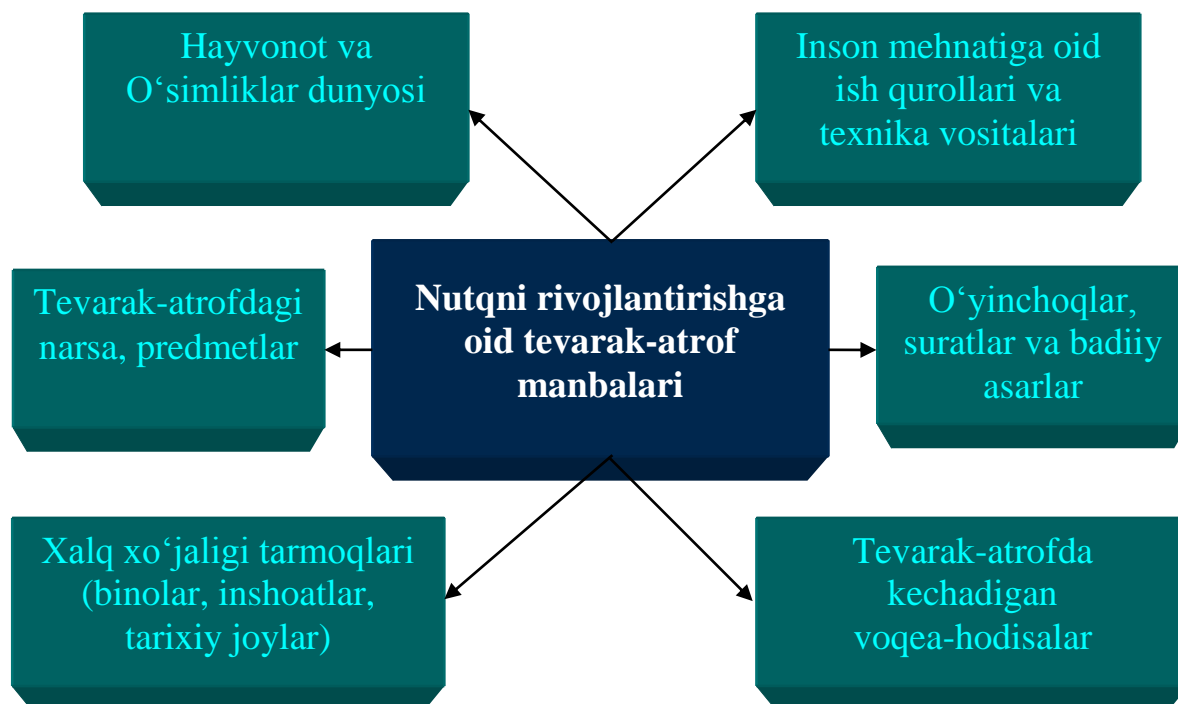 Hayvonot va
O‘simliklar dunyosi
Inson mehnatiga oid
ish qurollari va
texnika vositalari
Tevarak-atrofdagi
narsa, predmetlar
Nutqni rivojlantirishga
oid tevarak-atrof
manbalari
O‘yinchoqlar,
suratlar va badiiy
asarlar
Xalq xo‘jaligi tarmoqlari
(binolar, inshoatlar,
tarixiy joylar)
Tevarak-atrofda
kechadigan
voqea-hodisalar